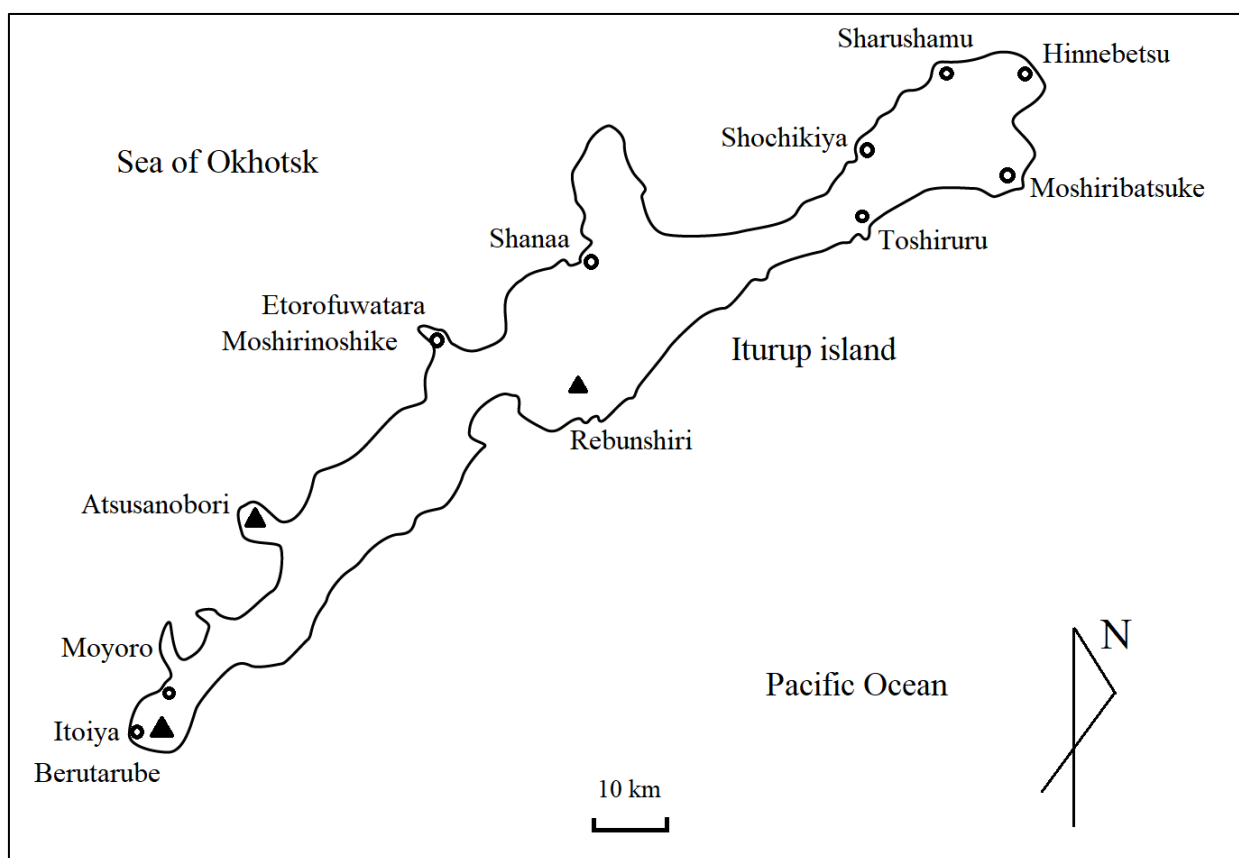 Sharushamu
Hinnebetsu
Sea of Okhotsk
Shochikiya
Moshiribatsuke
Toshiruru
Shanaa
Etorofuwatara
Moshirinoshike
Iturup island
Rebunshiri
Atsusanobori
N
Moyoro
Pacific Ocean
Itoiya
Berutarube
10 km